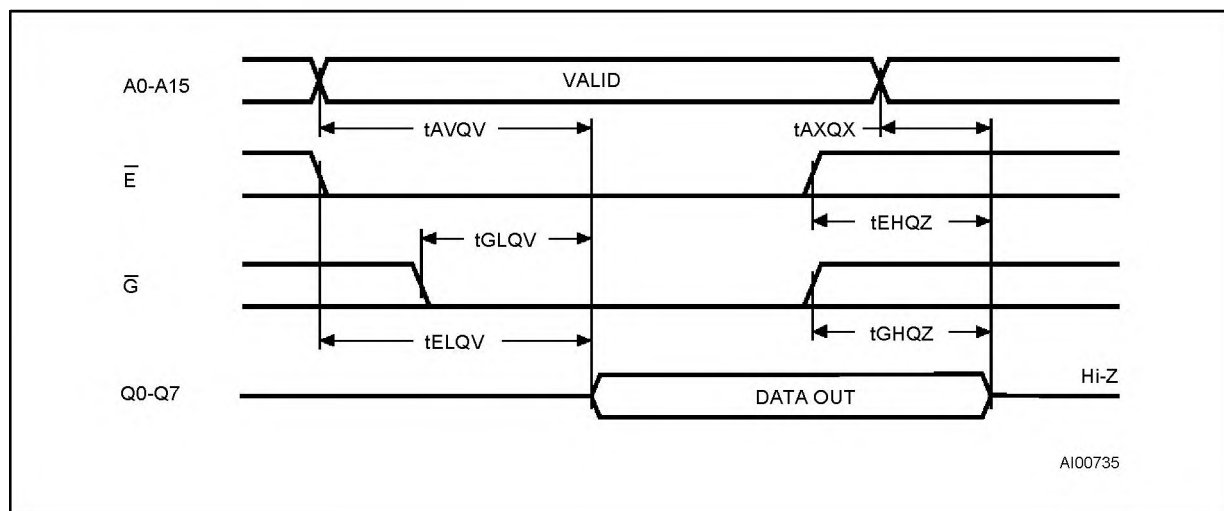 A0-A15
VALID
tAVQV
tAXQX
E̅
tEHQZ
tGLQV
G̅
tGHQZ
tELQV
Q0-Q7
DATA OUT
Hi-Z
AI00735